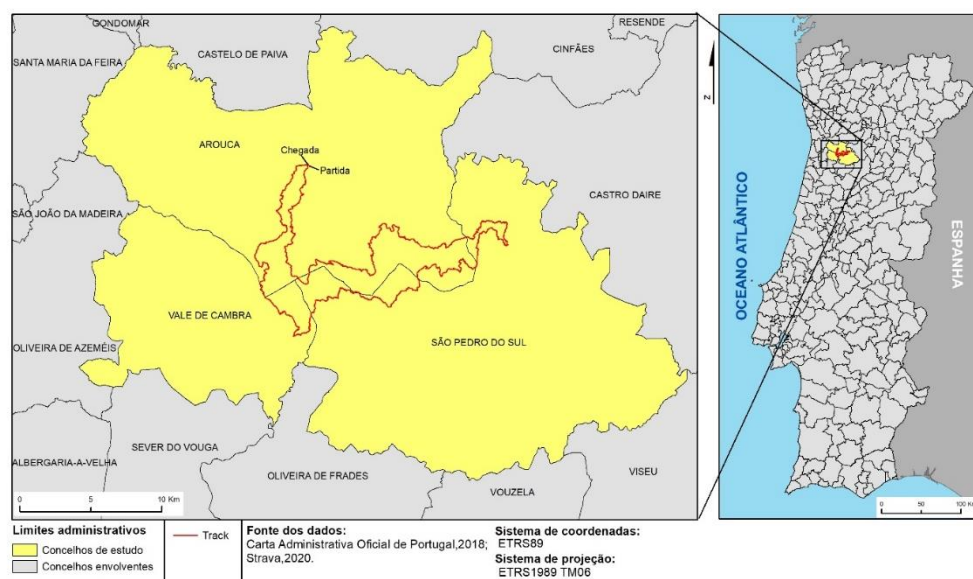 GONDOMAR
RESENDE
CASTELO DE PAIVA
CINFÃES
SANTA MARIA DA FEIRA
AROUCA
Chegada
Partida
CASTRO DAIRE
SÃO JOÃO DA MADEIRA
VALE DE CAMBRA
SÃO PEDRO DO SUL
OLIVEIRA DE AZEMÉIS
SEVER DO VOUGA
ALBERGARIA-A-VELHA
OLIVEIRA DE FRADES
VISEU
VOUZELA
0 5 10 Km
N
OCEANO ATLÂNTICO
ESPANHA
0 50 100 Km
Limites administrativos
Concelhos de estudo
Concelhos envolventes
Track
Fonte dos dados:
Carta Administrativa Oficial de Portugal,2018;
Strava,2020.
Sistema de coordenadas:
ETRS89
Sistema de projeção:
ETRS1989 TM06